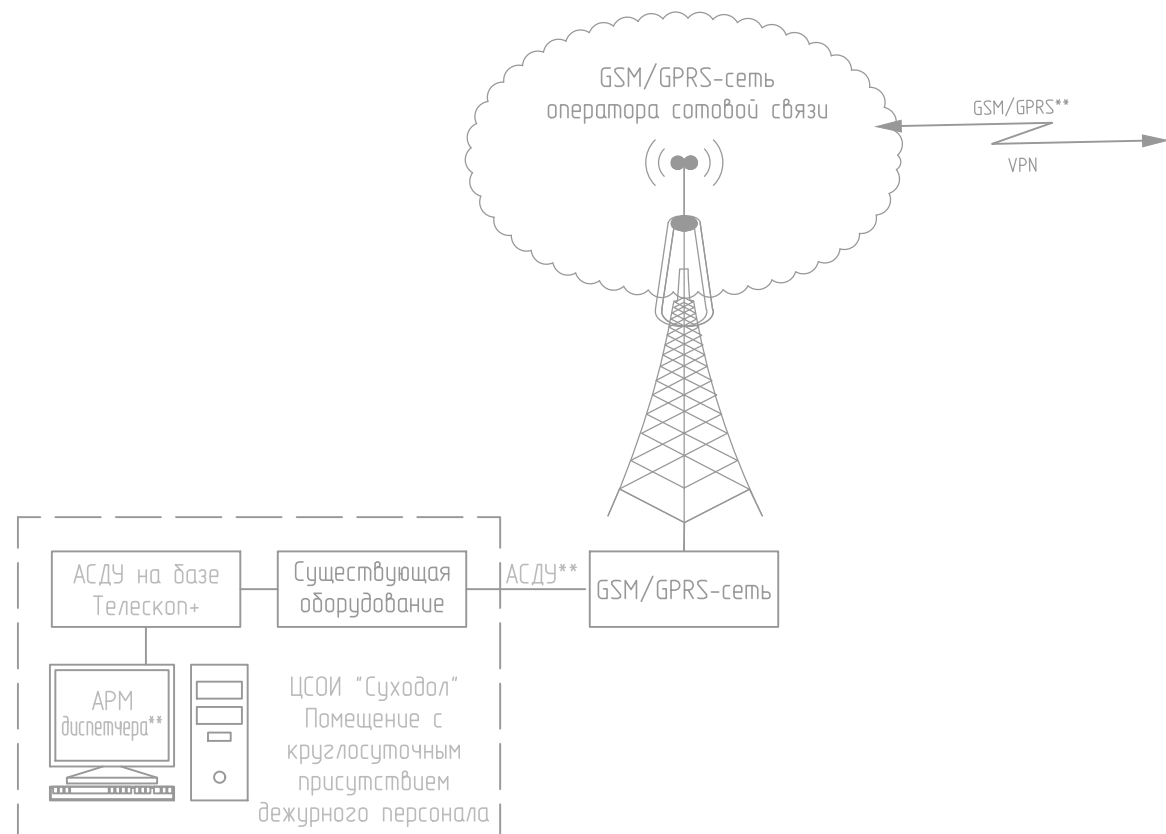 GSM/GPRS-сеть
оператора сотовой связи
GSM/GPRS**
VPN
АСДУ на базе
Телескоп+
Существующая
оборудование
АСДУ**
GSM/GPRS-сеть
АРМ
диспетчера**
ЦСОИ "Суходол"
Помещение с
круглосуточным
присутствием
дежурного персонала